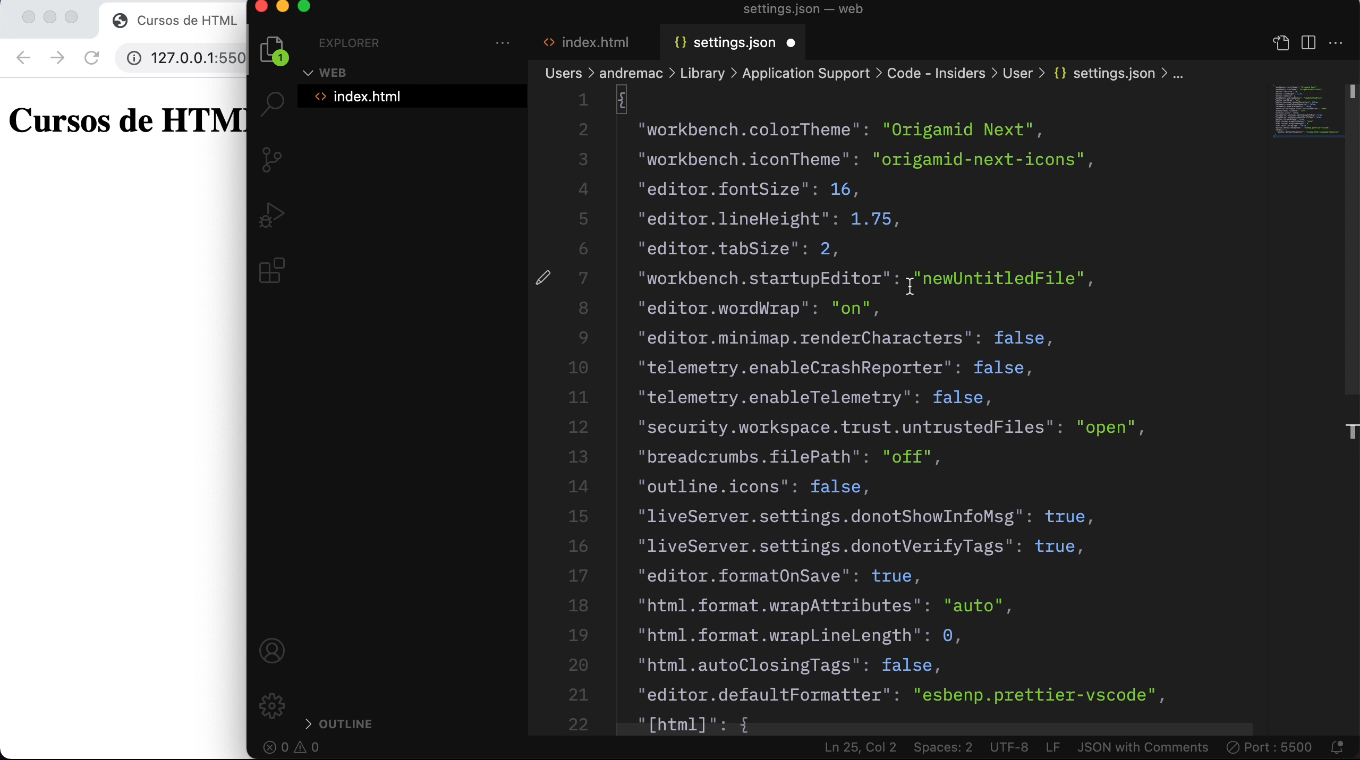 Cursos de HTML
127.0.0.1:550
Cursos de HTM
settings.json — web
EXPLORER
WEB
index.html
OUTLINE
1
index.html
{} settings.json
Users > andremac > Library > Application Support > Code - Insiders > User > {} settings.json > ...
1 {
2 "workbench.colorTheme": "Origamid Next",
3 "workbench.iconTheme": "origamid-next-icons",
4 "editor.fontSize": 16,
5 "editor.lineHeight": 1.75,
6 "editor.tabSize": 2,
7 "workbench.startupEditor": "newUntitledFile",
8 "editor.wordWrap": "on",
9 "editor.minimap.renderCharacters": false,
10 "telemetry.enableCrashReporter": false,
11 "telemetry.enableTelemetry": false,
12 "security.workspace.trust.untrustedFiles": "open",
13 "breadcrumbs.filePath": "off",
14 "outline.icons": false,
15 "liveServer.settings.donotShowInfoMsg": true,
16 "liveServer.settings.donotVerifyTags": true,
17 "editor.formatOnSave": true,
18 "html.format.wrapAttributes": "auto",
19 "html.format.wrapLineLength": 0,
20 "html.autoClosingTags": false,
21 "editor.defaultFormatter": "esbenp.prettier-vscode",
22 "[html]": {
0 0
Ln 25, Col 2
Spaces: 2
UTF-8
LF
JSON with Comments
Port : 5500